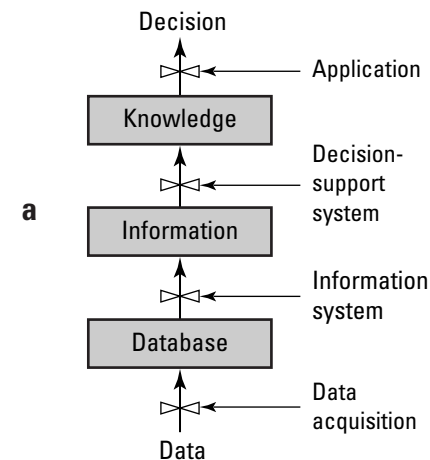 Decision
Application
Knowledge
Decision-
support
system
a
Information
Information
system
Database
Data
acquisition
Data